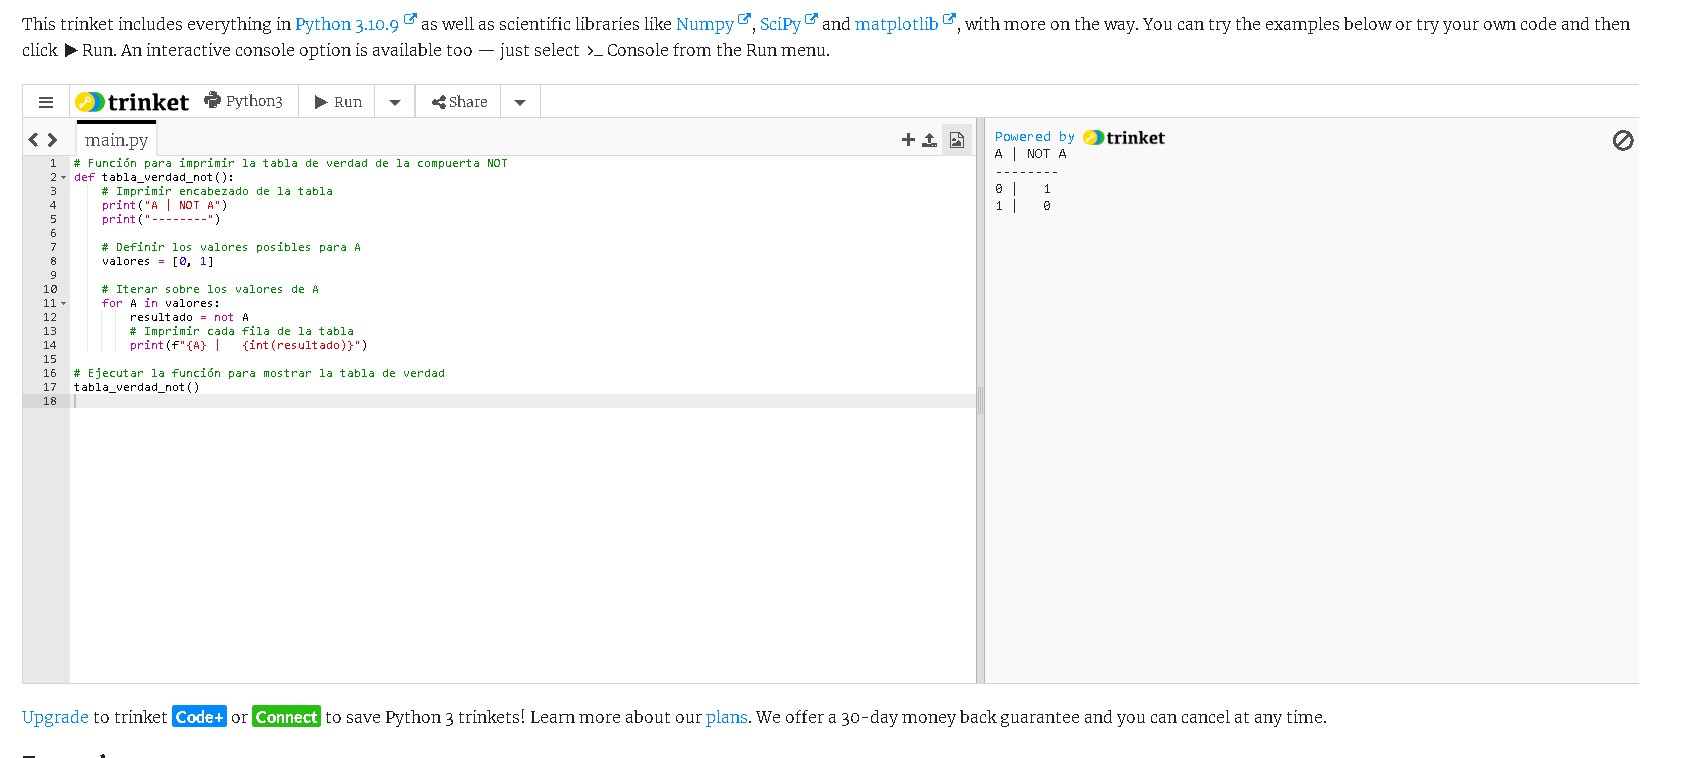 This trinket includes everything in Python 3.10.9 as well as scientific libraries like Numpy, SciPy and matplotlib, with more on the way. You can try the examples below or try your own code and then
click ▶ Run. An interactive console option is available too — just select >_ Console from the Run menu.
trinket Python3 Run Share
main.py
1 # Función para imprimir la tabla de verdad de la compuerta NOT
2 def tabla_verdad_not():
3     # Imprimir encabezado de la tabla
4     print("A | NOT A")
5     print("--------")
6
7     # Definir los valores posibles para A
8     valores = [0, 1]
9
10     # Iterar sobre los valores de A
11     for A in valores:
12         resultado = not A
13         # Imprimir cada fila de la tabla
14         print(f"{A} |   {int(resultado)}")
15
16 # Ejecutar la función para mostrar la tabla de verdad
17 tabla_verdad_not()
18
Powered by trinket
A | NOT A
--------
0 |   1
1 |   0
Upgrade to trinket Code+ or Connect to save Python 3 trinkets! Learn more about our plans. We offer a 30-day money back guarantee and you can cancel at any time.